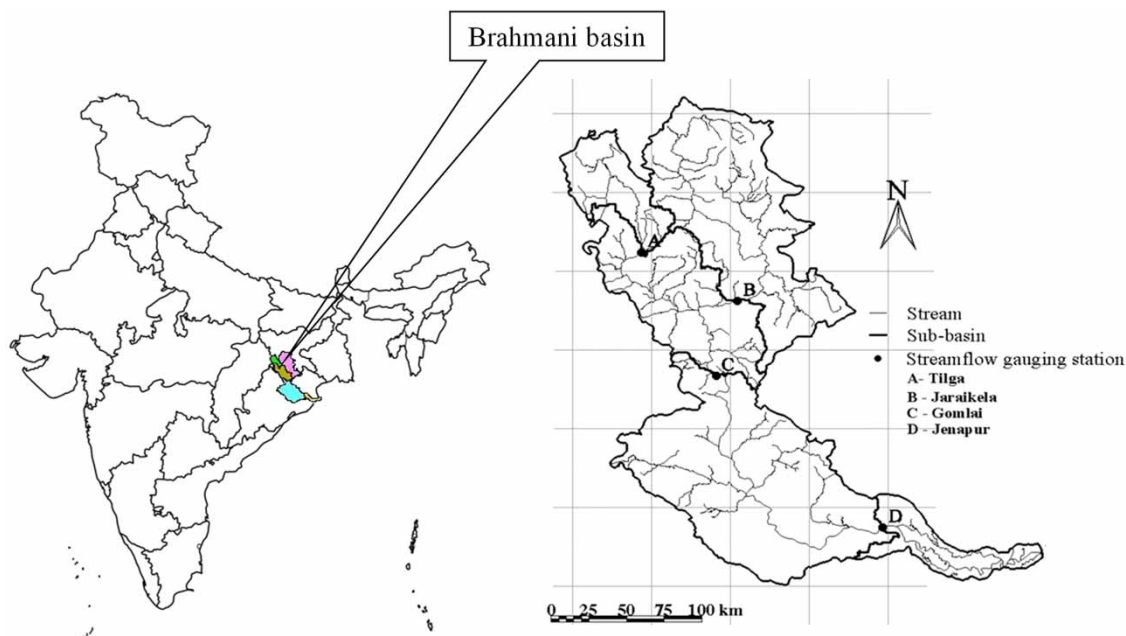 Brahmani basin
N
A
B
C
D
Stream
Sub-basin
Streamflow gauging station
A- Tilga
B - Jaraikela
C - Gomlai
D - Jenapur
0 25 50 75 100 km